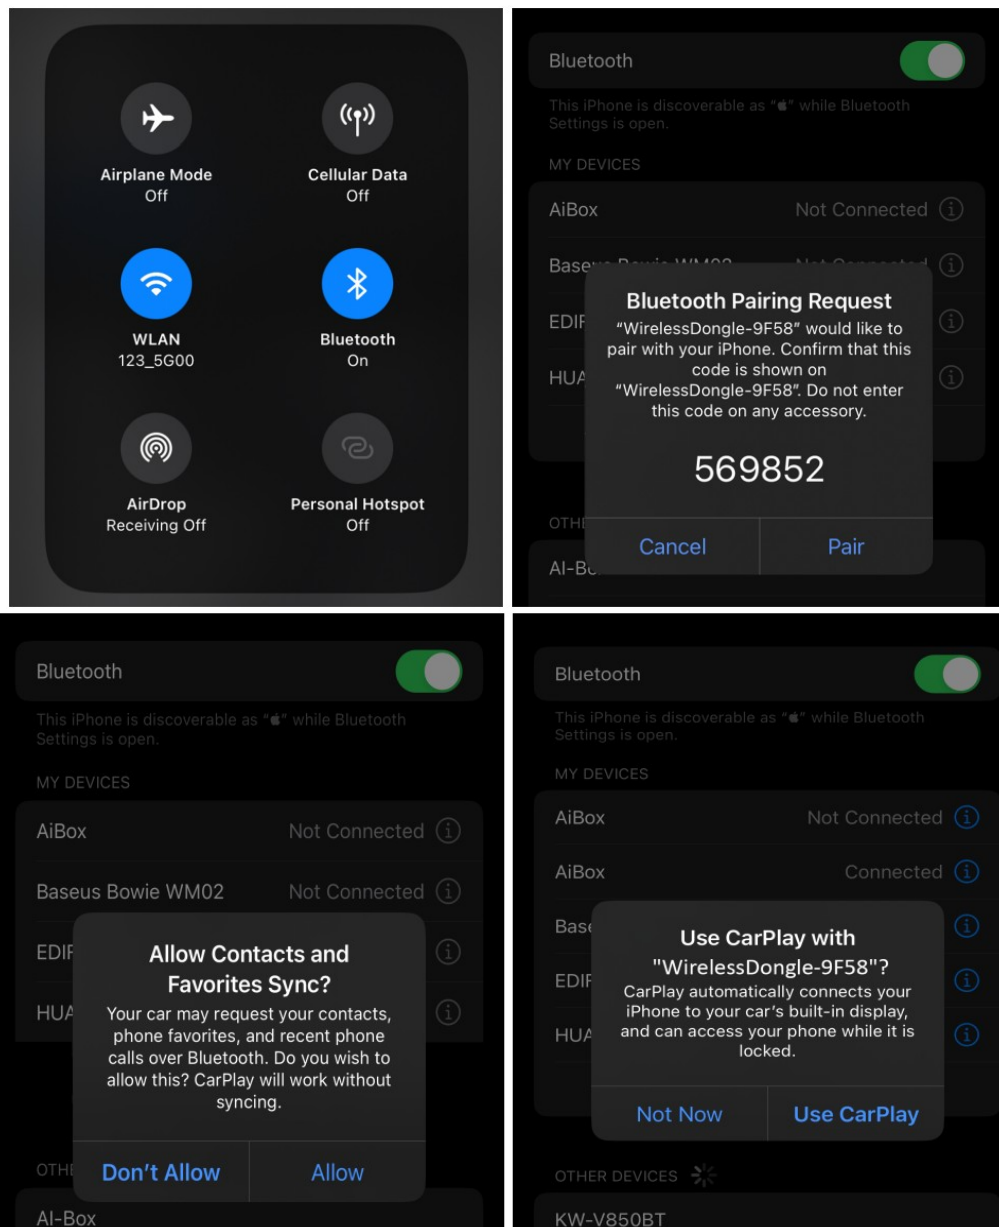 Airplane Mode
Off
Cellular Data
Off
WLAN
123_5G00
Bluetooth
On
AirDrop
Receiving Off
Personal Hotspot
Off
Bluetooth
This iPhone is discoverable as “” while Bluetooth
Settings is open.
MY DEVICES
AiBox Not Connected
Bluetooth Pairing Request
“WirelessDongle-9F58” would like to
pair with your iPhone. Confirm that this
code is shown on
“WirelessDongle-9F58”. Do not enter
this code on any accessory.
569852
Cancel Pair
Bluetooth
This iPhone is discoverable as “” while Bluetooth
Settings is open.
MY DEVICES
AiBox Not Connected
Baseus Bowie WM02 Not Connected
EDIF
HUA
Allow Contacts and
Favorites Sync?
Your car may request your contacts,
phone favorites, and recent phone
calls over Bluetooth. Do you wish to
allow this? CarPlay will work without
syncing.
Don’t Allow Allow
AI-Box
Bluetooth
This iPhone is discoverable as “” while Bluetooth
Settings is open.
MY DEVICES
AiBox Not Connected
AiBox Connected
Base
EDIF
HUA
Use CarPlay with
"WirelessDongle-9F58"?
CarPlay automatically connects your
iPhone to your car’s built-in display,
and can access your phone while it is
locked.
Not Now Use CarPlay
OTHER DEVICES
KW-V850BT